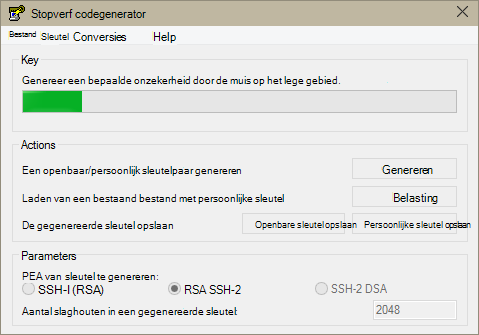 Stopverf codegenerator
Bestand Sleutel Conversies Help
Key
Genereer een bepaalde onzekerheid door de muis op het lege gebied.
Actions
Een openbaar/persoonlijk sleutelpaar genereren Genereren
Laden van een bestaand bestand met persoonlijke sleutel Belasting
De gegenereerde sleutel opslaan Openbare sleutel opslaan Persoonlijke sleutel opslaan
Parameters
PEA van sleutel te genereren:
SSH-I (RSA) RSA SSH-2 SSH-2 DSA
Aantal slaghouten in een gegenereerde sleutel: 2048